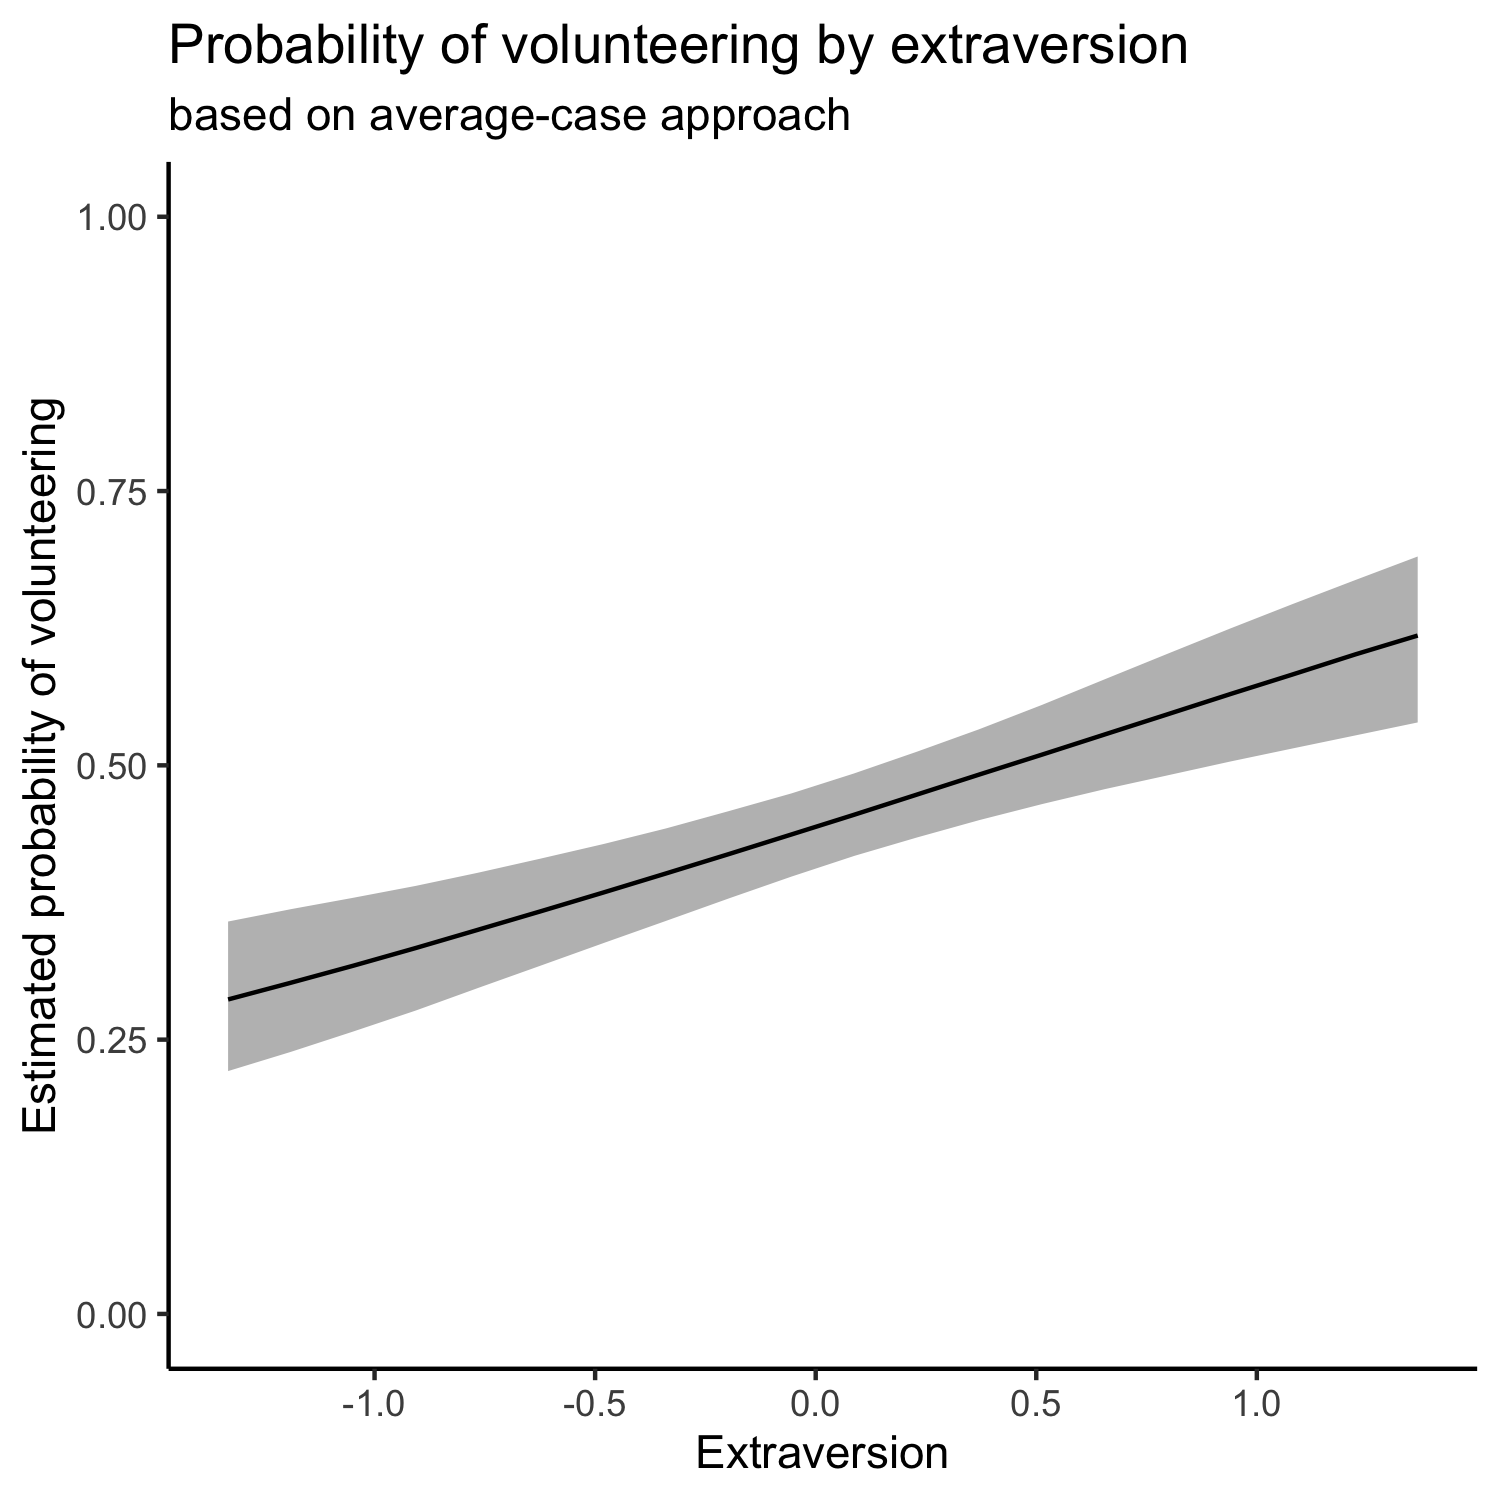 Probability of volunteering by extraversion
based on average-case approach
Estimated probability of volunteering
1.00
0.75
0.50
0.25
0.00
-1.0
-0.5
0.0
0.5
1.0
Extraversion